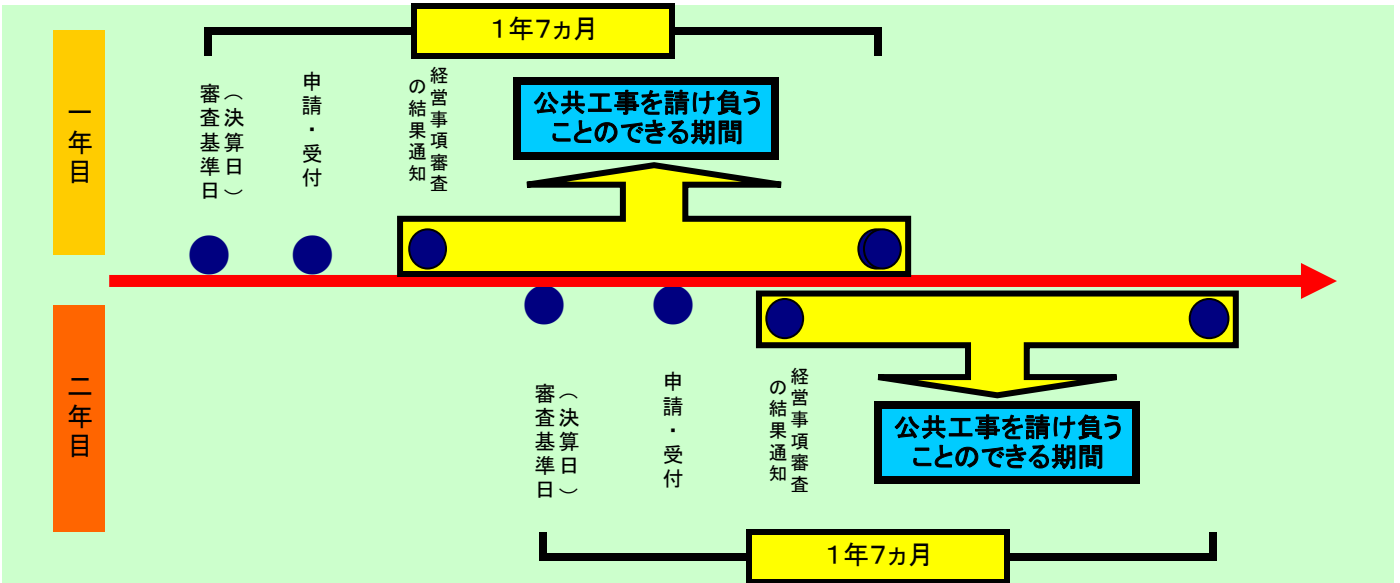 1年7ヵ月
一年目
審査基準日
（決算日）
申請・受付
経営事項審査
の結果通知
公共工事を請け負う
ことのできる期間
二年目
審査基準日
（決算日）
申請・受付
経営事項審査
の結果通知
公共工事を請け負う
ことのできる期間
1年7ヵ月